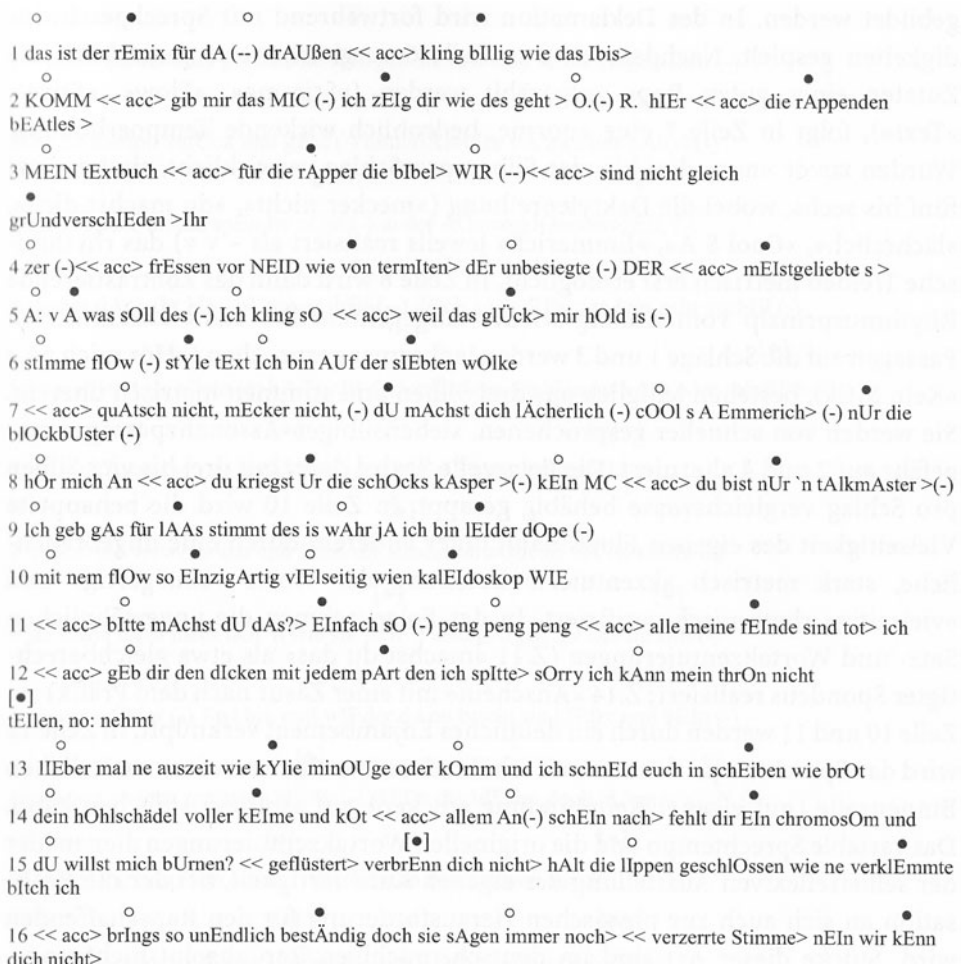 ○ ● ○ ●
1 das ist der rEmix für dA (--) drAUßen << acc> kling bIllig wie das Ibis>
○ ● ○ ●
2 KOMM << acc> gib mir das MIC (-) ich zEIg dir wie des geht > O.(-) R. hIEr << acc> die rAppenden
bEAtles >
○ ● ○
3 MEIN tExtbuch << acc> für die rApper die bIbel> WIR (--)<< acc> sind nicht gleich
●
grUndverschIEden >Ihr
○ ● ○ ●
4 zer (-)<< acc> frEssen vor NEID wie von termIten> dEr unbesiegte (-) DER << acc> mEIstgeliebte s >
○ ● ○ ●
5 A: v A was sOll des (-) Ich kling sO << acc> weil das glÜck> mir hOld is (-)
○ ● ○ ●
6 stImme flOw (-) stYle tExt Ich bin AUf der sIEbten wOlke
○ ● ○ ●
7 << acc> quAtsch nicht, mEcker nicht, (-) dU mAchst dich lÄcherlich (-) cOOl s A Emmerich> (-) nUr die
blOckbUster (-)
○ ● ○ ●
8 hÖr mich An << acc> du kriegst Ur die schOcks kAsper >(-) kEIn MC << acc> du bist nUr `n tAlkmAster >(-)
○ ● ○ ●
9 Ich geb gAs für lAAs stimmt des is wAhr jA ich bin lEIder dOpe (-)
○ ● ○ ●
10 mit nem flOw so EInzigArtig vIElseitig wien kalEIdoskop WIE
○ ● ○ ●
11 << acc> bItte mAchst dU dAs?> EInfach sO (-) peng peng peng << acc> alle meine fEInde sind tot> ich
○ ● ○
12 << acc> gEb dir den dIcken mit jedem pArt den ich spItte> sOrry ich kAnn mein thrOn nicht
[●]
tEIlen, no: nehmt
○ ● ○ ●
13 lIEber mal ne auszeit wie kYlie minOUge oder kOmm und ich schnEId euch in schEiben wie brOt
○ ● ○ ●
14 dein hOhlschädel voller kEIme und kOt << acc> allem An(-) schEIn nach> fehlt dir EIn chromosOm und
○ [●] ○ ●
15 dU willst mich bUrnen? << geflüstert> verbrEnn dich nicht> hAlt die lIppen geschlOssen wie ne verklEmmte
bItch ich
○ ● ○ ●
16 << acc> brIngs so unEndlich bestÄndig doch sie sAgen immer noch> << verzerrte Stimme> nEIn wir kEnn
dich nicht>